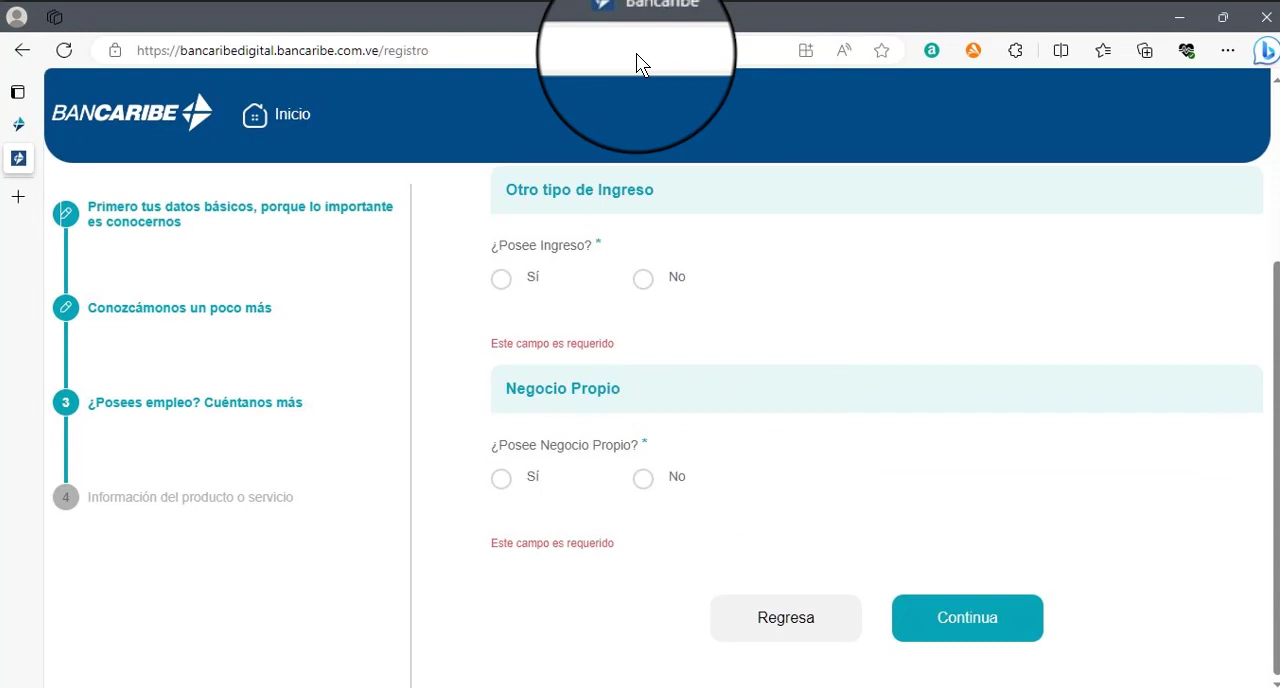 Bancaribe
https://bancaribedigital.bancaribe.com.ve/registro
BANCARIBE
Inicio
Primero tus datos básicos, porque lo importante
es conocernos
Conozcámonos un poco más
3
¿Posees empleo? Cuéntanos más
4
Información del producto o servicio
Otro tipo de Ingreso
¿Posee Ingreso? *
Sí No
Este campo es requerido
Negocio Propio
¿Posee Negocio Propio? *
Sí No
Este campo es requerido
Regresa Continua